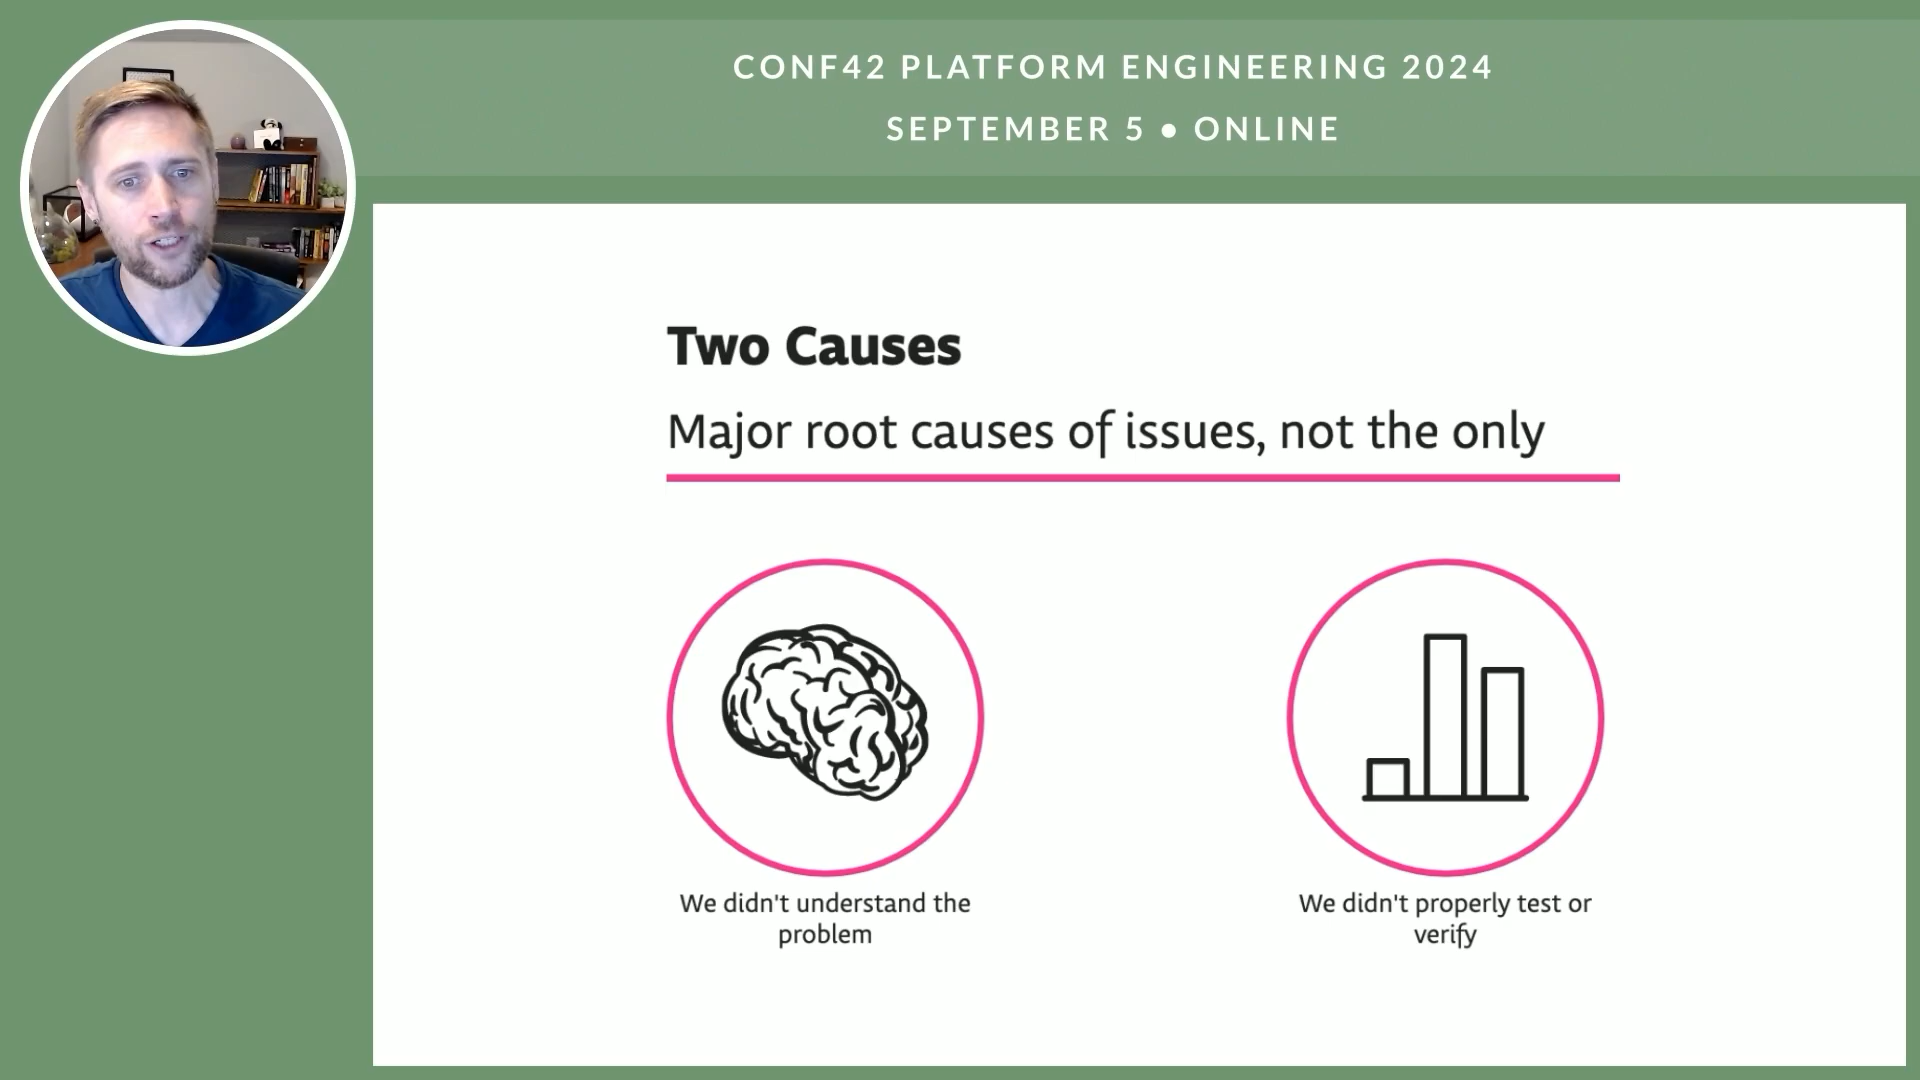 CONF42 PLATFORM ENGINEERING 2024
SEPTEMBER 5 • ONLINE
Two Causes
Major root causes of issues, not the only
We didn't understand the
problem
We didn't properly test or
verify